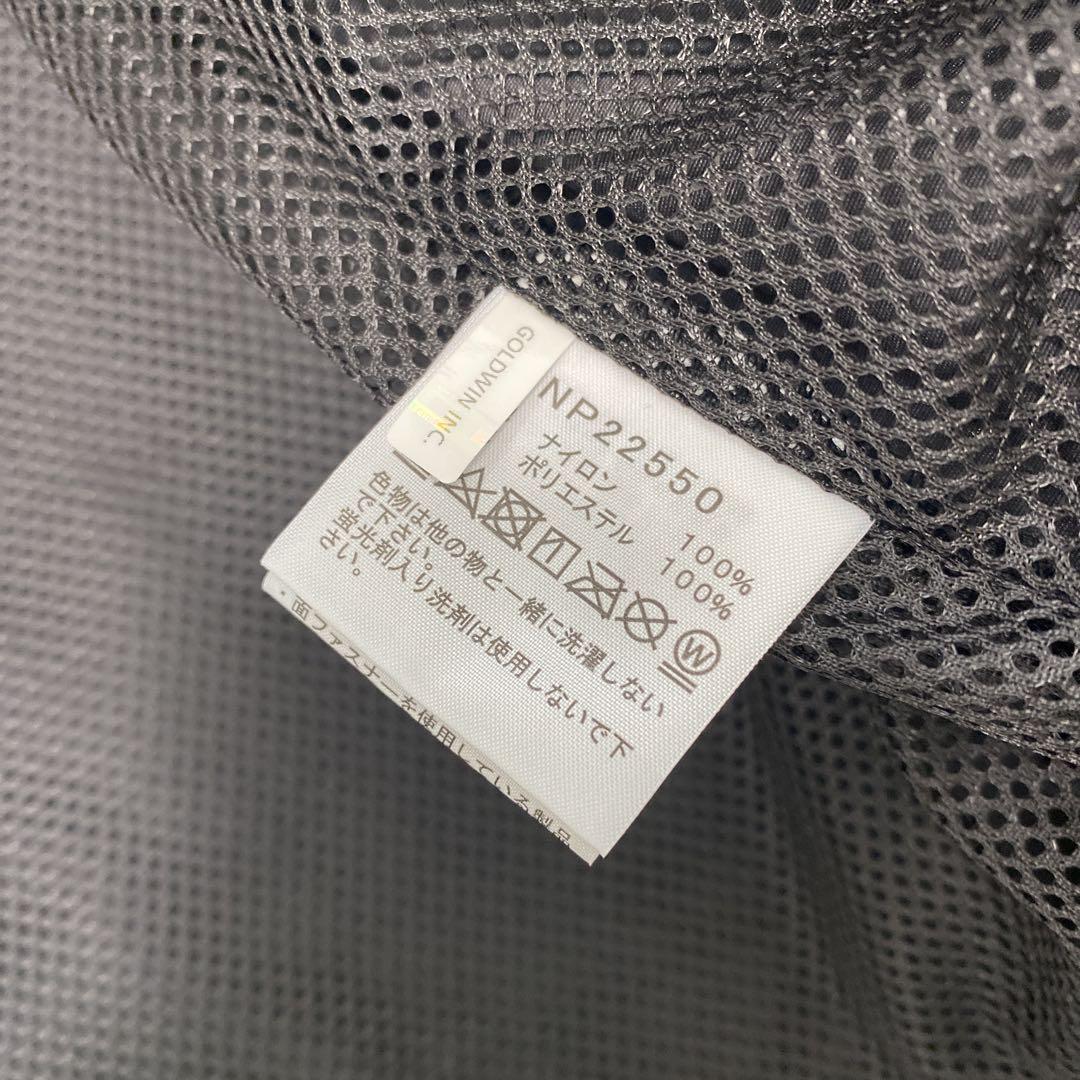 GOLDWIN INC.
NP22550
ナイロン 100%
ポリエステル 100%
W
色物は他の物と一緒に洗濯しない
で下さい。
蛍光剤入り洗剤は使用しないで下
さい。
・面ファスナーを使用している製品